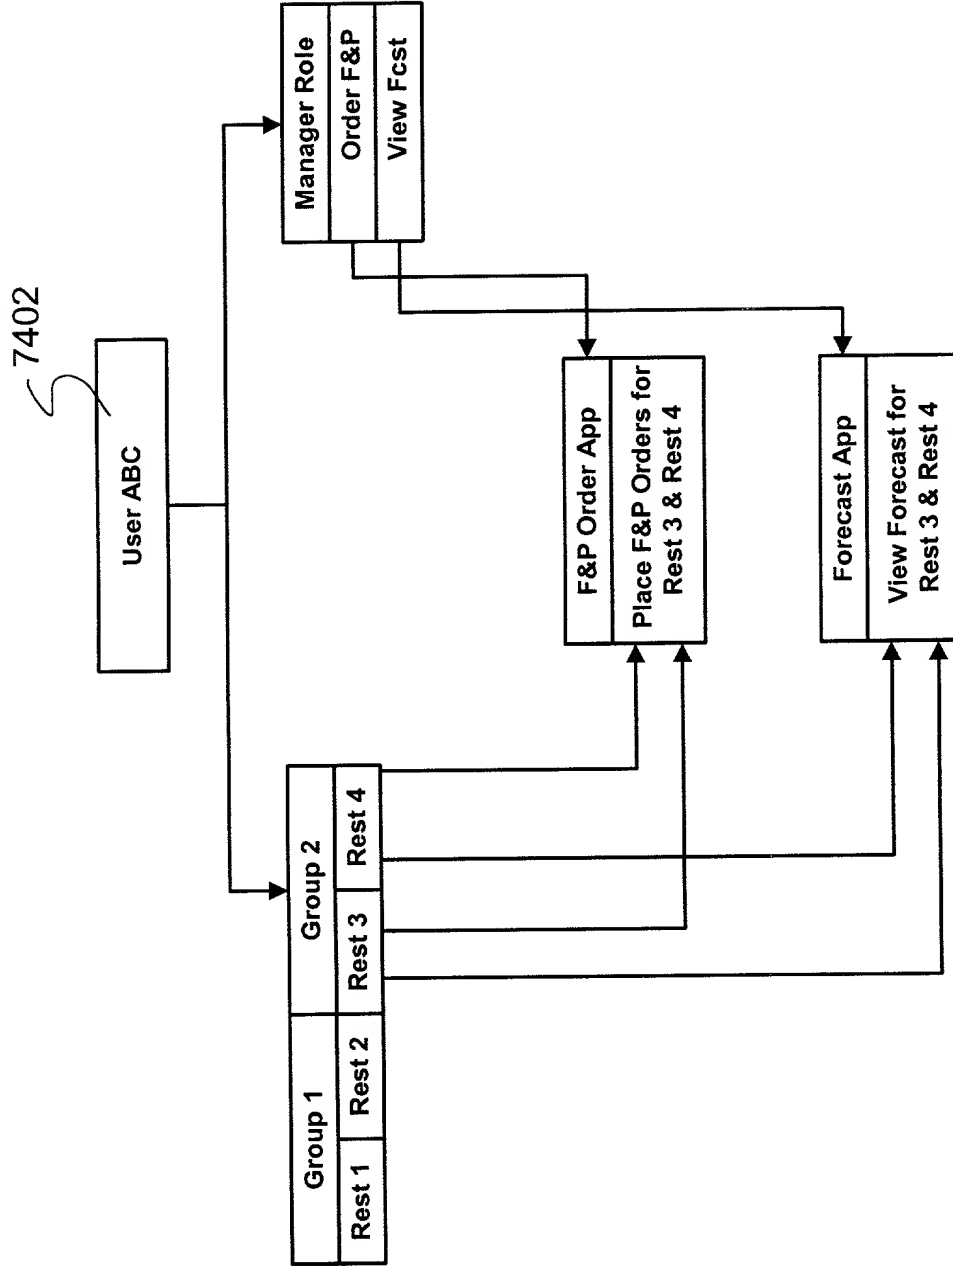 7402
User ABC
Group 1
Group 2
Rest 1
Rest 2
Rest 3
Rest 4
Manager Role
Order F&P
View Fcst
F&P Order App
Place F&P Orders for
Rest 3 & Rest 4
Forecast App
View Forecast for
Rest 3 & Rest 4